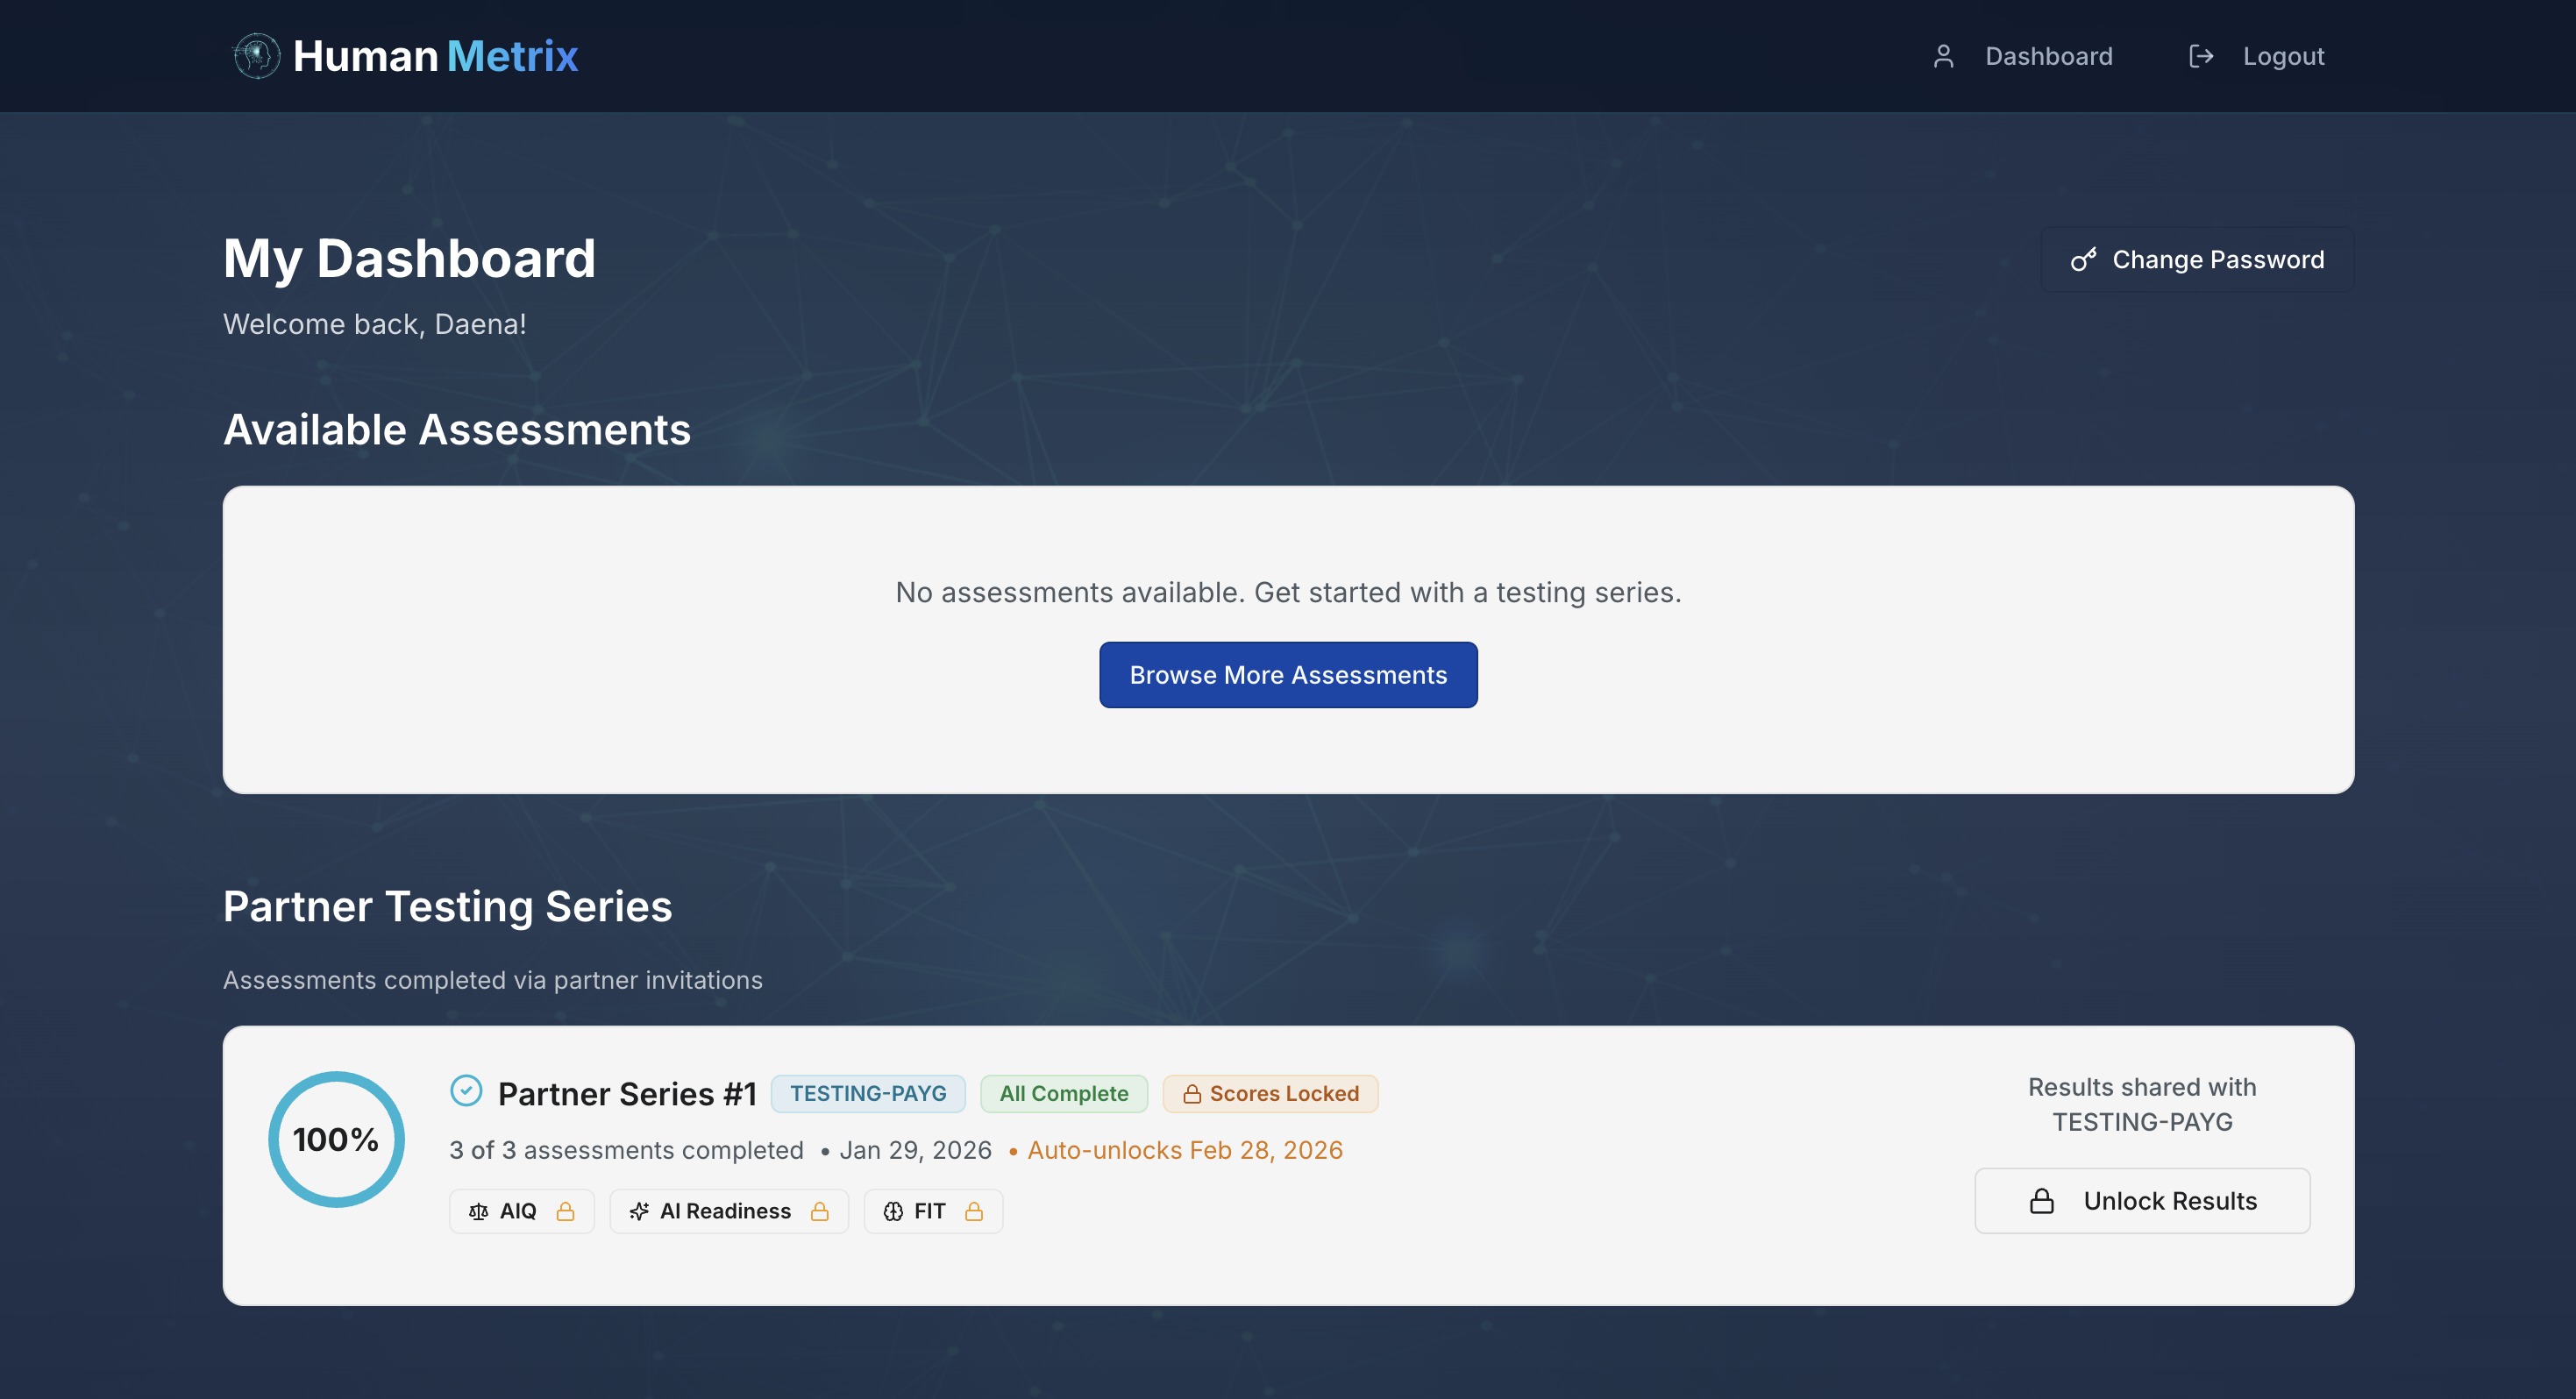 Human Metrix
Dashboard
Logout
My Dashboard
Change Password
Welcome back, Daena!
Available Assessments
No assessments available. Get started with a testing series.
Browse More Assessments
Partner Testing Series
Assessments completed via partner invitations
100%
Partner Series #1 TESTING-PAYG All Complete Scores Locked
3 of 3 assessments completed • Jan 29, 2026 • Auto-unlocks Feb 28, 2026
AIQ AI Readiness FIT
Results shared with
TESTING-PAYG
Unlock Results